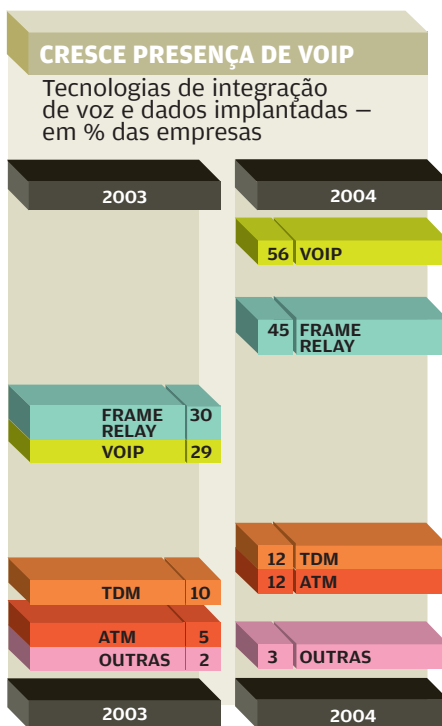 CRESCE PRESENÇA DE VOIP
Tecnologias de integração
de voz e dados implantadas –
em % das empresas
2003
FRAME
RELAY 30
VOIP 29
TDM 10
ATM 5
OUTRAS 2
2003
2004
56 VOIP
45 FRAME
RELAY
12 TDM
12 ATM
3 OUTRAS
2004